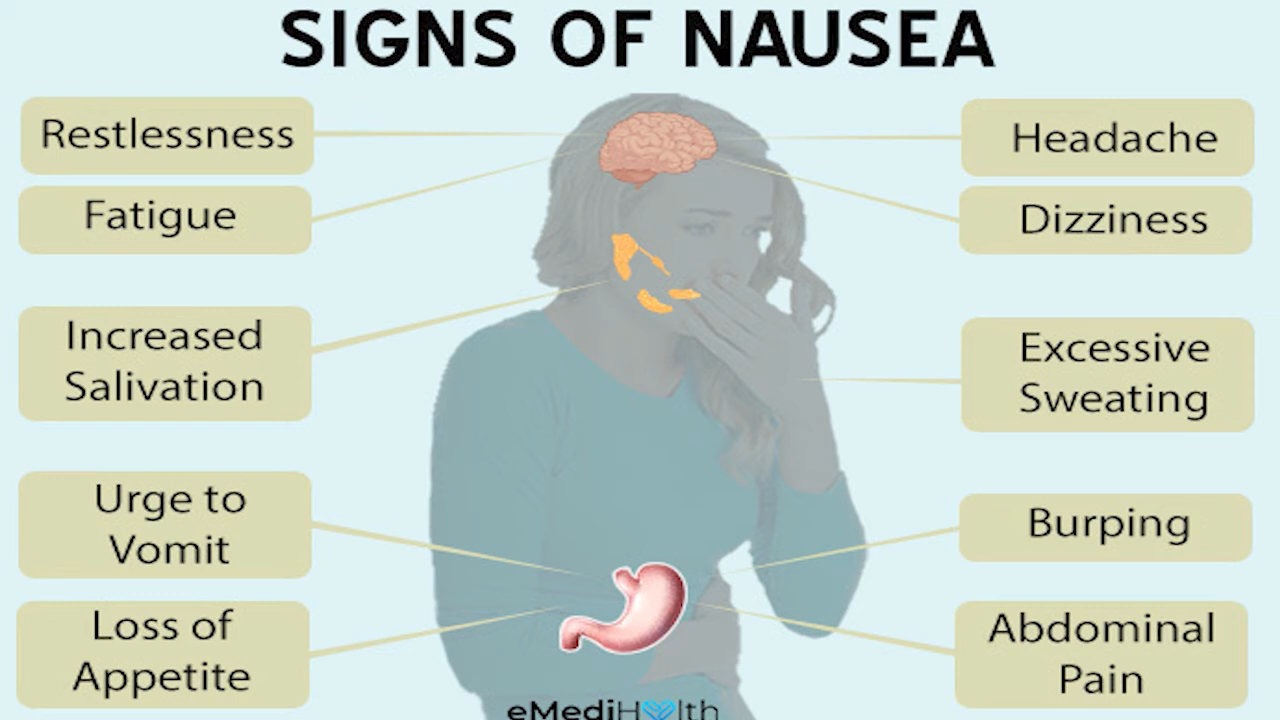 SIGNS OF NAUSEA
Restlessness
Headache
Fatigue
Dizziness
Increased
Salivation
Excessive
Sweating
Urge to
Vomit
Burping
Loss of
Appetite
Abdominal
Pain
eMediHealth